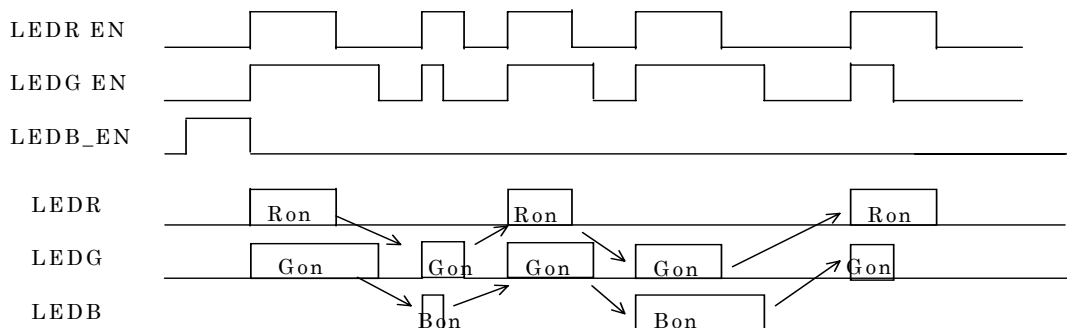 LEDR EN
LEDG EN
LEDB_EN
LEDR Ron Ron Ron
LEDG Gon Gon Gon Gon Gon
LEDB Bon Bon